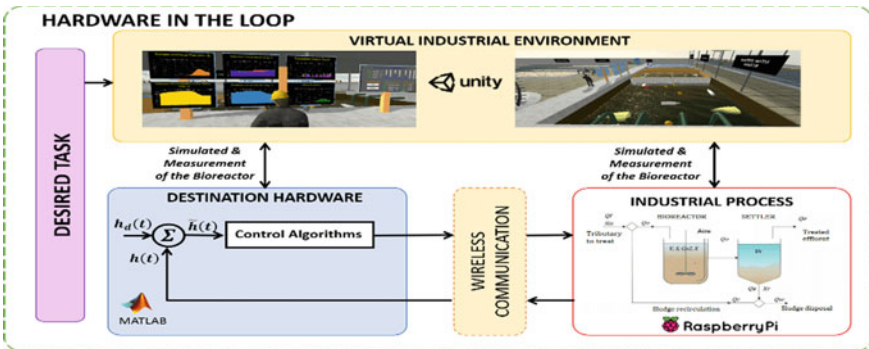 HARDWARE IN THE LOOP
VIRTUAL INDUSTRIAL ENVIRONMENT
unity
DESIRED TASK
Simulated &
Measurement
of the Bioreactor
Simulated &
Measurement
of the Bioreactor
DESTINATION HARDWARE
h_d(t)
Σ
h̃(t)
Control Algorithms
h(t)
MATLAB
WIRELESS
COMMUNICATION
INDUSTRIAL PROCESS
BIOREACTOR
SETTLER
Tributary
to treat
Treated
effluent
Sludge recirculation
Sludge disposal
RaspberryPi